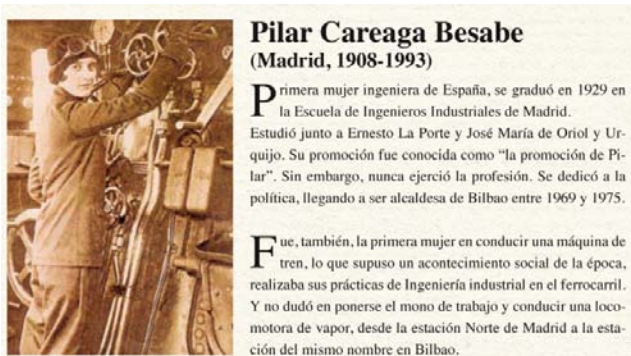 Pilar Careaga Besabe
(Madrid, 1908-1993)
Primera mujer ingeniera de España, se graduó en 1929 en
la Escuela de Ingenieros Industriales de Madrid.
Estudió junto a Ernesto La Porte y José María de Oriol y Ur-
quijo. Su promoción fue conocida como “la promoción de Pi-
lar”. Sin embargo, nunca ejerció la profesión. Se dedicó a la
política, llegando a ser alcaldesa de Bilbao entre 1969 y 1975.
Fue, también, la primera mujer en conducir una máquina de
tren, lo que supuso un acontecimiento social de la época,
realizaba sus prácticas de Ingeniería industrial en el ferrocarril.
Y no dudó en ponerse el mono de trabajo y conducir una loco-
motora de vapor, desde la estación Norte de Madrid a la esta-
ción del mismo nombre en Bilbao.